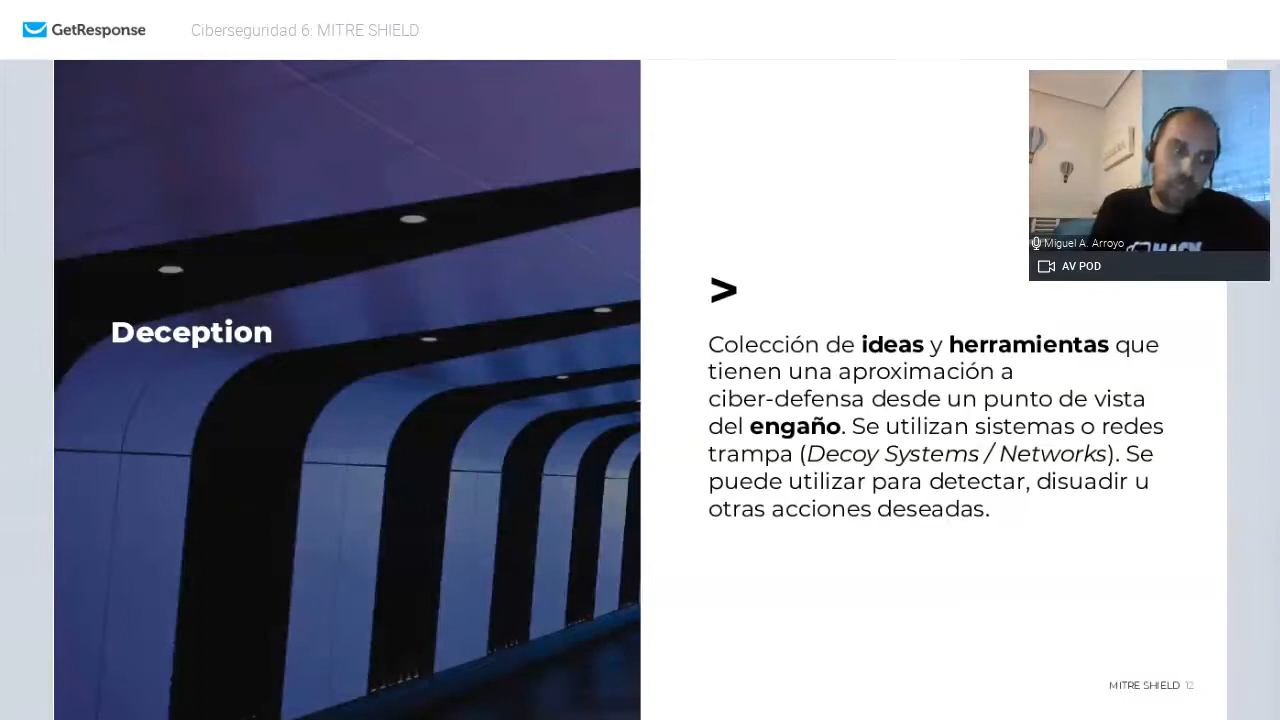 GetResponse
Ciberseguridad 6: MITRE SHIELD
Miguel A. Arroyo
AV POD
Deception
>
Colección de ideas y herramientas que
tienen una aproximación a
ciber-defensa desde un punto de vista
del engaño. Se utilizan sistemas o redes
trampa (Decoy Systems / Networks). Se
puede utilizar para detectar, disuadir u
otras acciones deseadas.
MITRE SHIELD 12